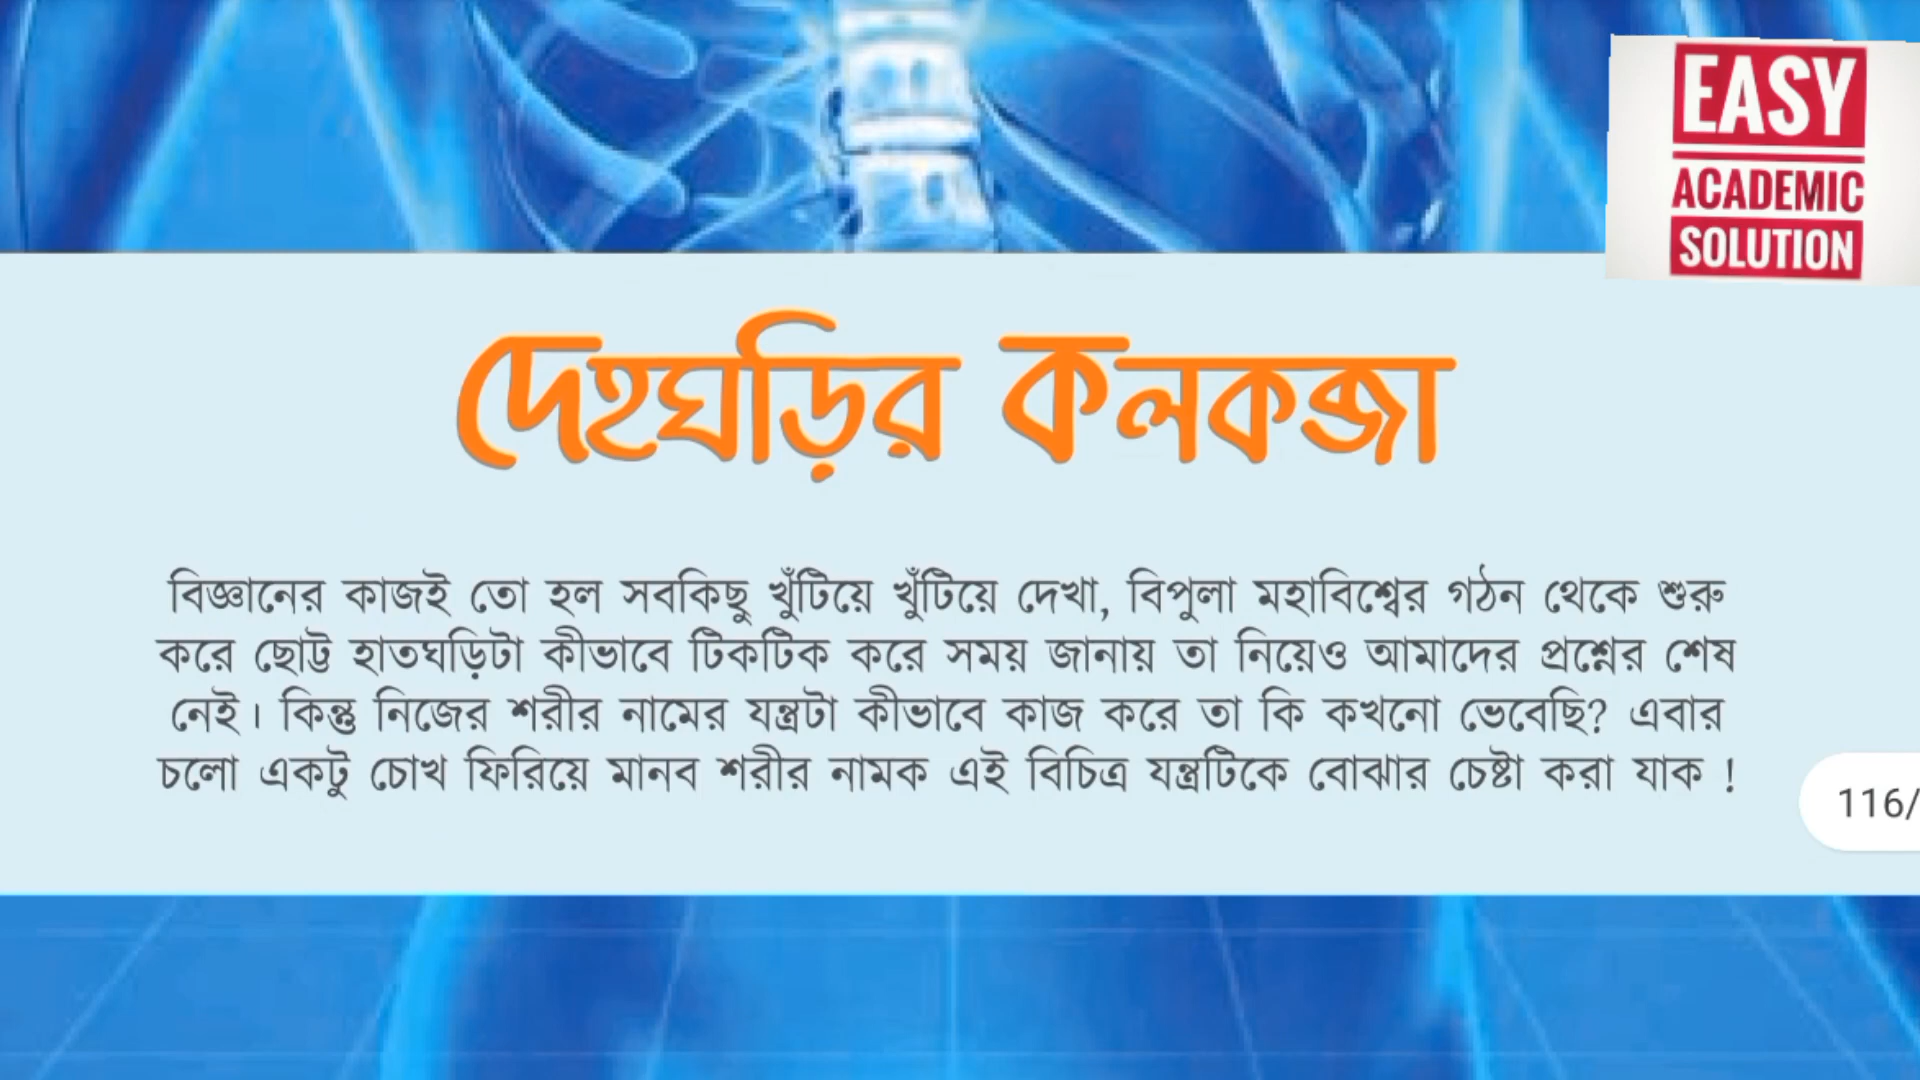 EASY
ACADEMIC
SOLUTION
দেহঘড়ির কলকব্জা
বিজ্ঞানের কাজই তো হল সবকিছু খুঁটিয়ে খুঁটিয়ে দেখা, বিপুলা মহাবিশ্বের গঠন থেকে শুরু
করে ছোট্ট হাতঘড়িটা কীভাবে টিকটিক করে সময় জানায় তা নিয়েও আমাদের প্রশ্নের শেষ
নেই। কিন্তু নিজের শরীর নামের যন্ত্রটা কীভাবে কাজ করে তা কি কখনো ভেবেছি? এবার
চলো একটু চোখ ফিরিয়ে মানব শরীর নামক এই বিচিত্র যন্ত্রটিকে বোঝার চেষ্টা করা যাক !
116/